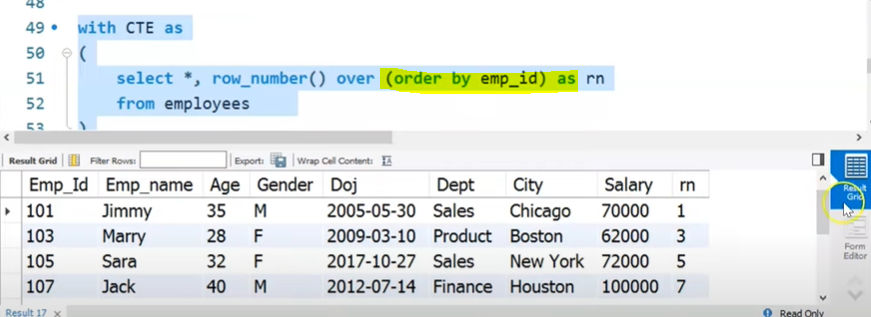 48
49 with CTE as
50 (
51 select *, row_number() over (order by emp_id) as rn
52 from employees
53 )
Result Grid Filter Rows: Export: Wrap Cell Content: IA
Emp_Id Emp_name Age Gender Doj Dept City Salary rn
101 Jimmy 35 M 2005-05-30 Sales Chicago 70000 1
103 Marry 28 F 2009-03-10 Product Boston 62000 3
105 Sara 32 F 2017-10-27 Sales New York 72000 5
107 Jack 40 M 2012-07-14 Finance Houston 100000 7
Result
Grid
Form
Editor
Result 17 x Read Only